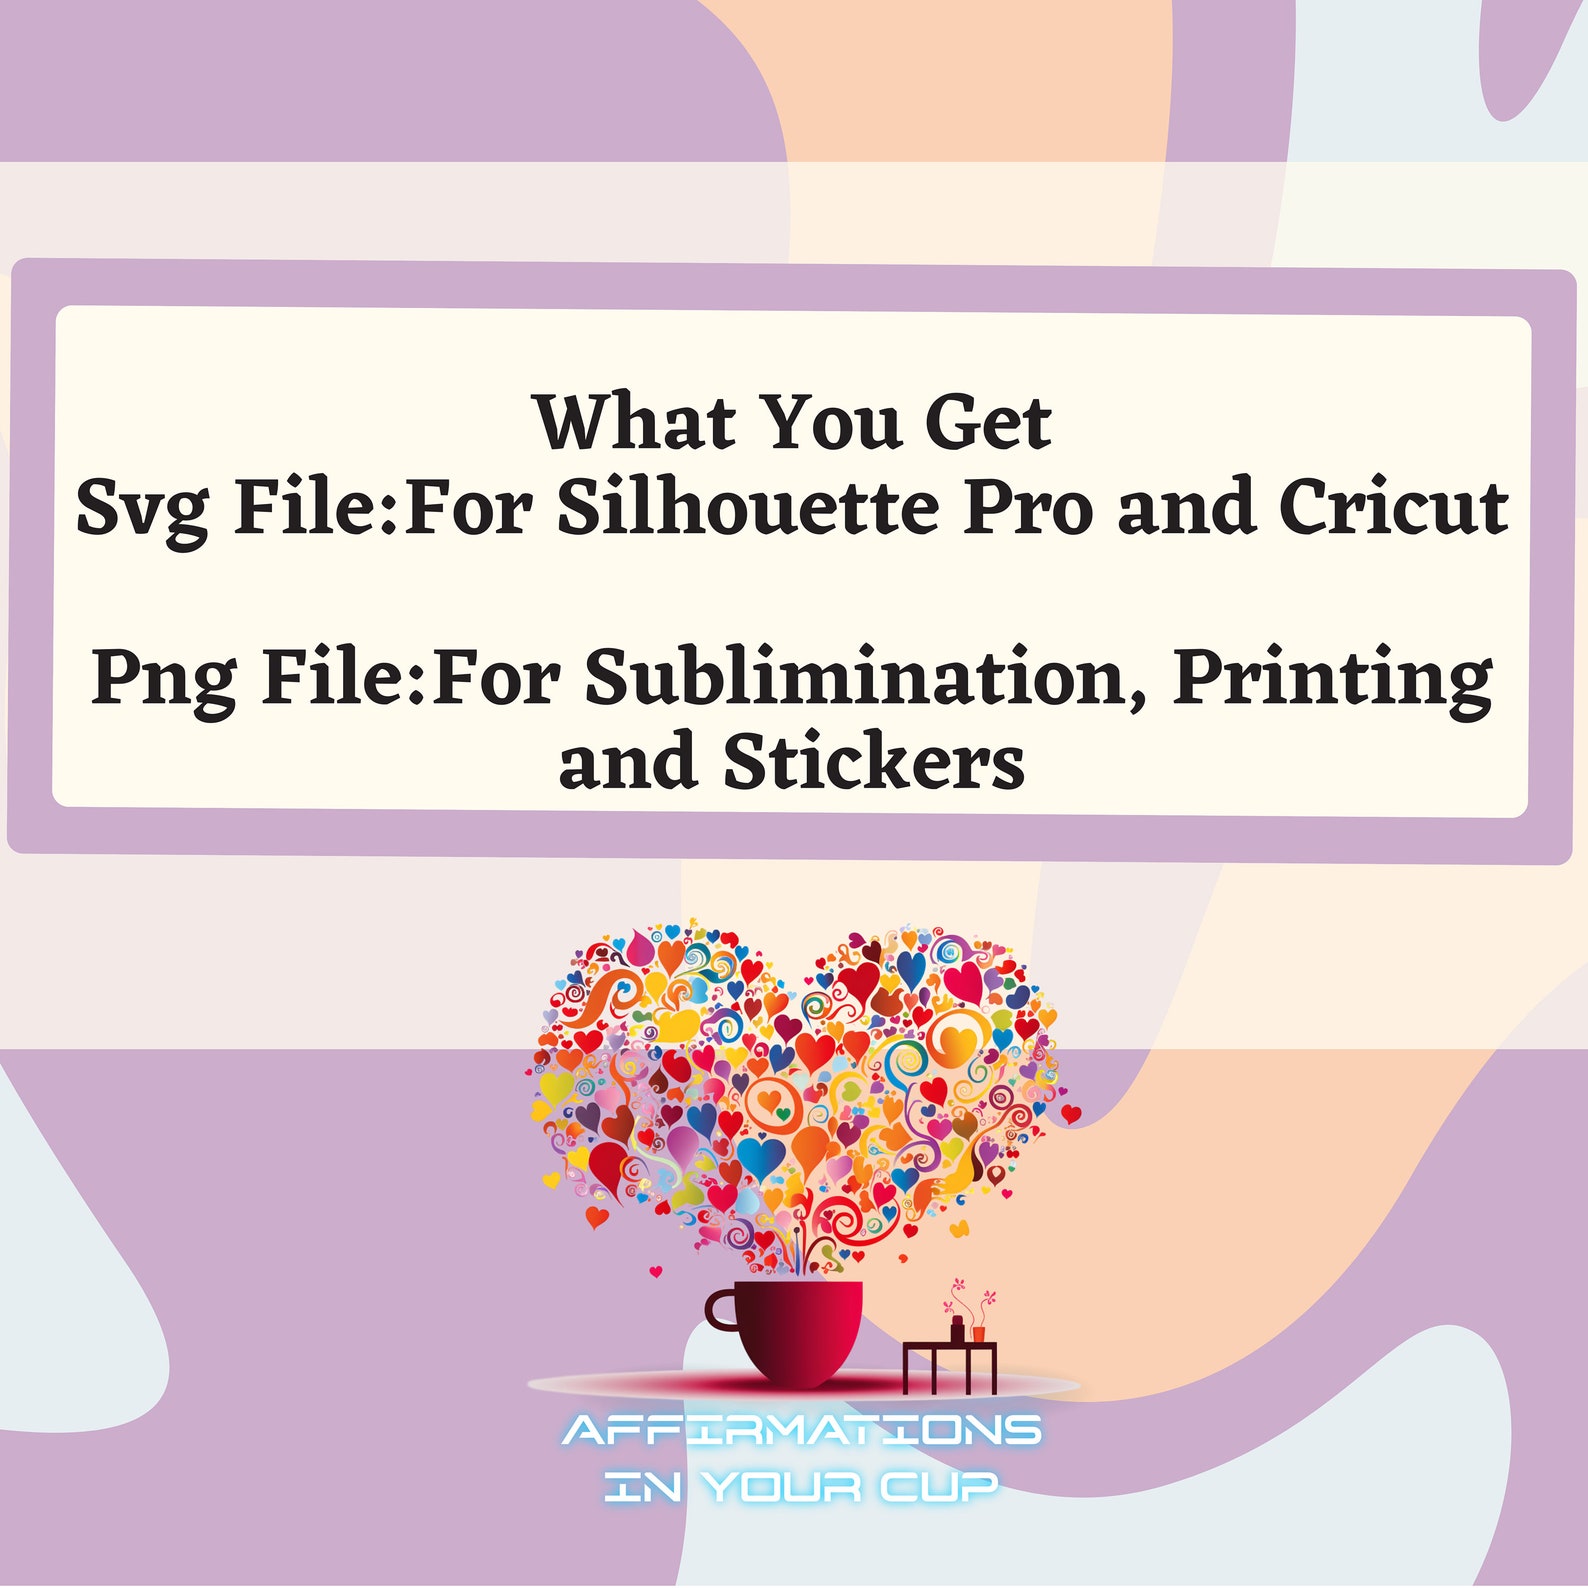 What You Get
Svg File:For Silhouette Pro and Cricut
Png File:For Sublimination, Printing
and Stickers
AFFIRMATIONS
IN YOUR CUP